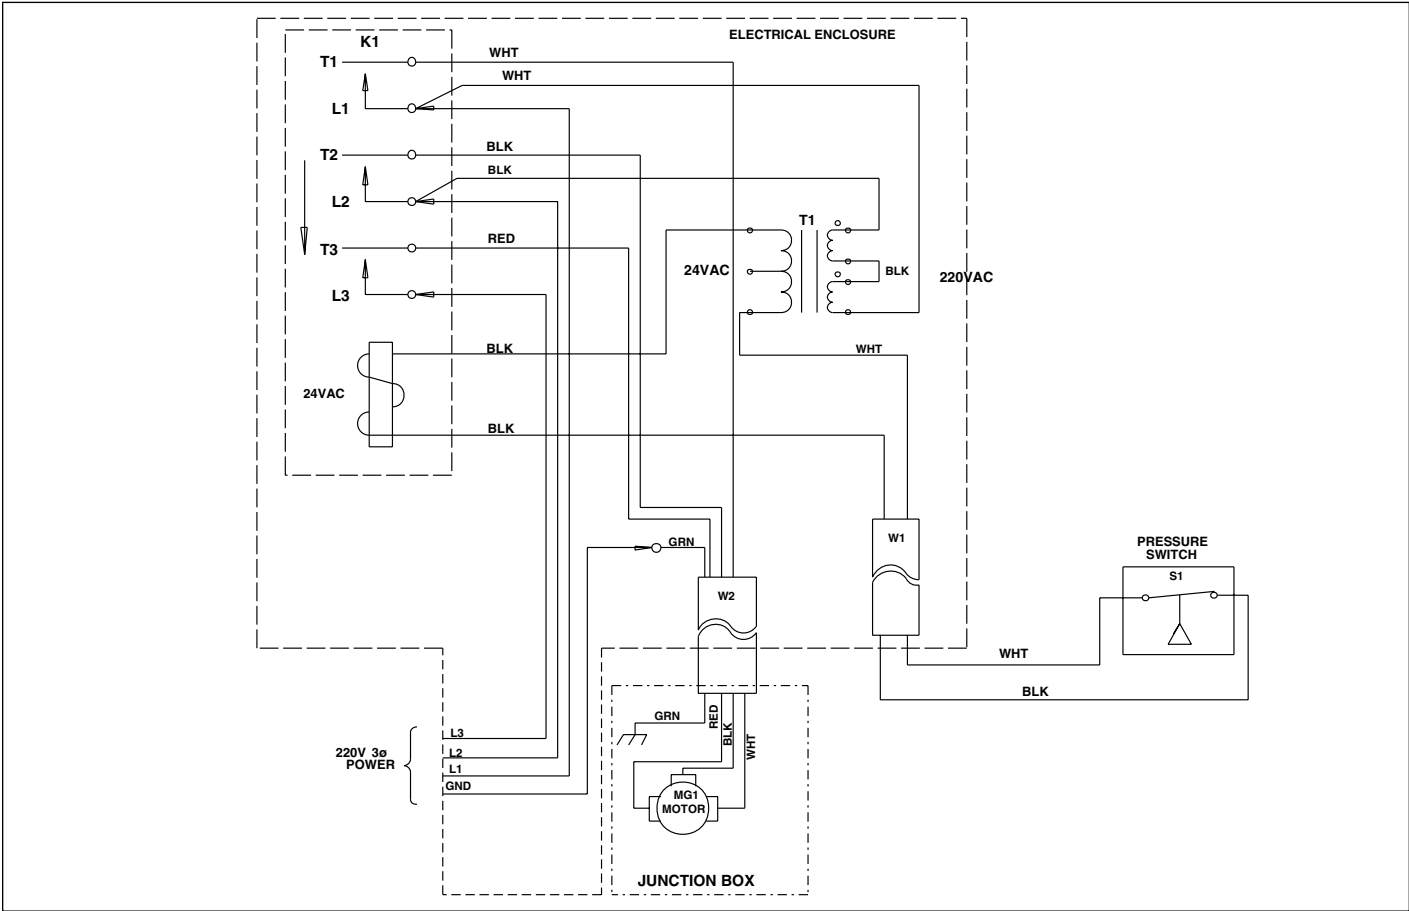 ELECTRICAL ENCLOSURE
K1
T1
WHT
WHT
L1
T2
BLK
BLK
L2
T3
RED
L3
T1
24VAC
BLK
220VAC
BLK
WHT
24VAC
BLK
GRN
W1
W2
PRESSURE
SWITCH
S1
WHT
BLK
GRN
RED
BLK
WHT
220V 3ø
POWER
L3
L2
L1
GND
MG1
MOTOR
JUNCTION BOX